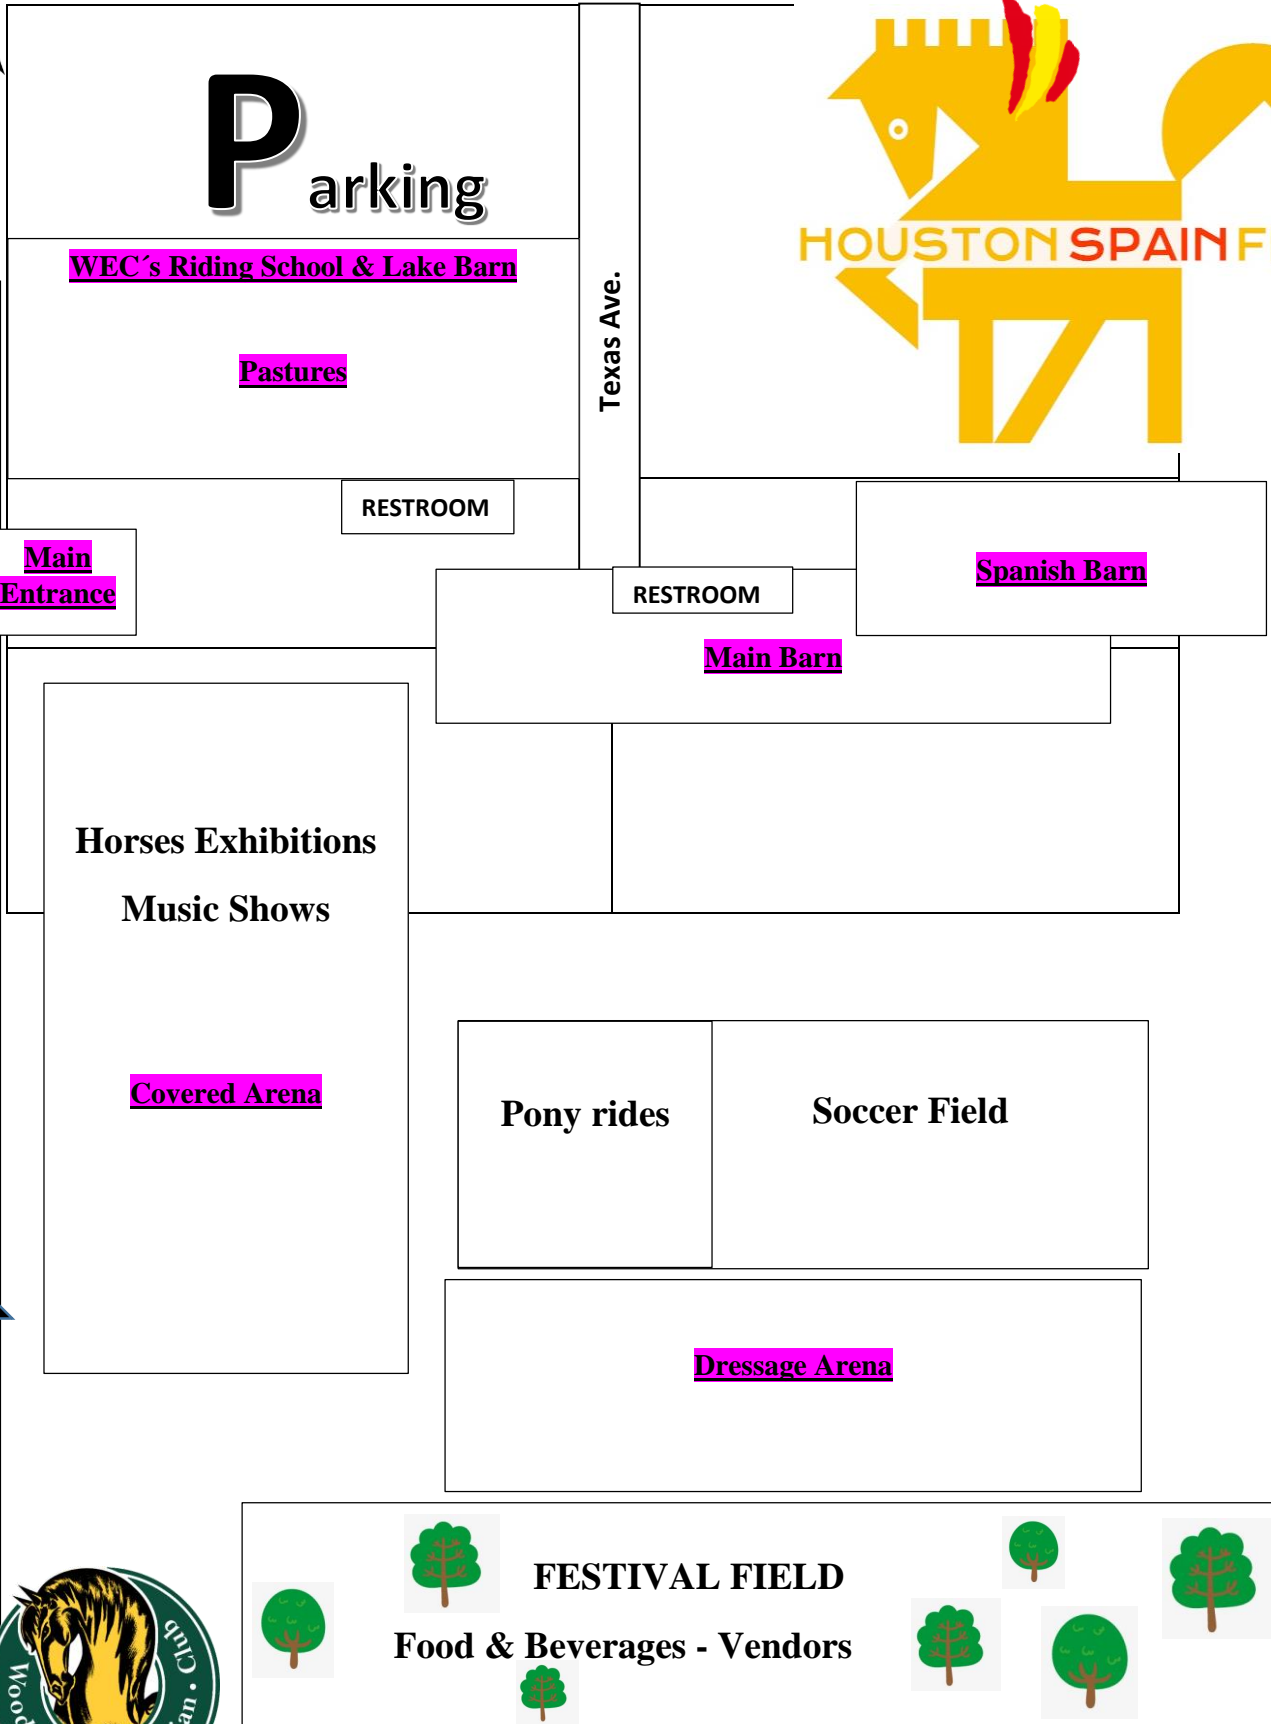 Parking
HOUSTON SPAIN F
WEC´s Riding School & Lake Barn
Texas Ave.
Pastures
RESTROOM
Main
Entrance
Spanish Barn
RESTROOM
Main Barn
Horses Exhibitions
Music Shows
Covered Arena
Pony rides
Soccer Field
Dressage Arena
FESTIVAL FIELD
Food & Beverages - Vendors
Club